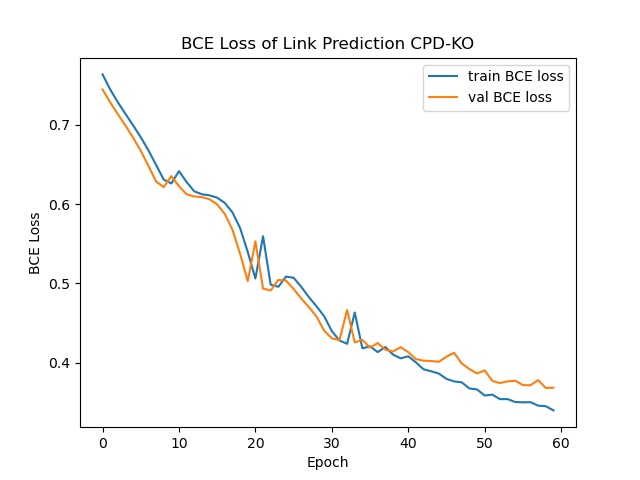 BCE Loss of Link Prediction CPD-KO
train BCE loss
val BCE loss
0.7
0.6
0.5
0.4
BCE Loss
0 10 20 30 40 50 60
Epoch